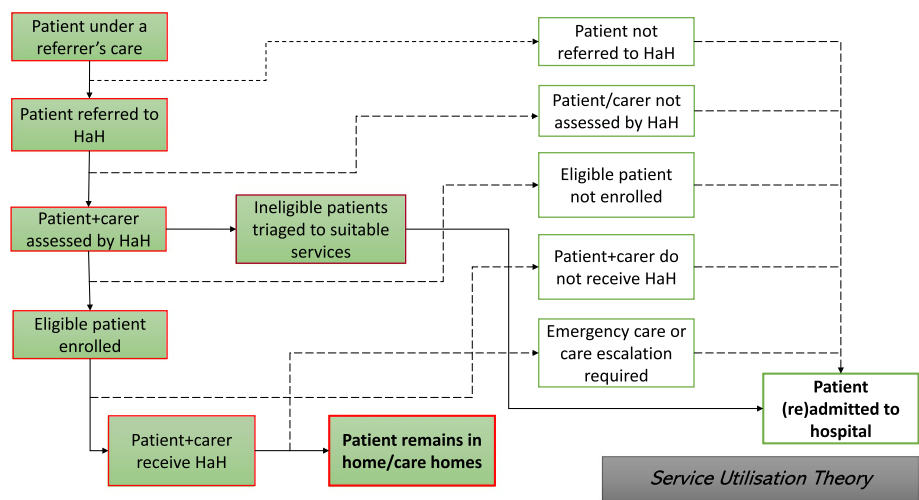 Patient under a
referrer's care
Patient not
referred to HaH
Patient referred to
HaH
Patient/carer not
assessed by HaH
Eligible patient
not enrolled
Patient+carer
assessed by HaH
Ineligible patients
triaged to suitable
services
Patient+carer do
not receive HaH
Eligible patient
enrolled
Emergency care or
care escalation
required
Patient
(re)admitted to
hospital
Patient+carer
receive HaH
Patient remains in
home/care homes
Service Utilisation Theory